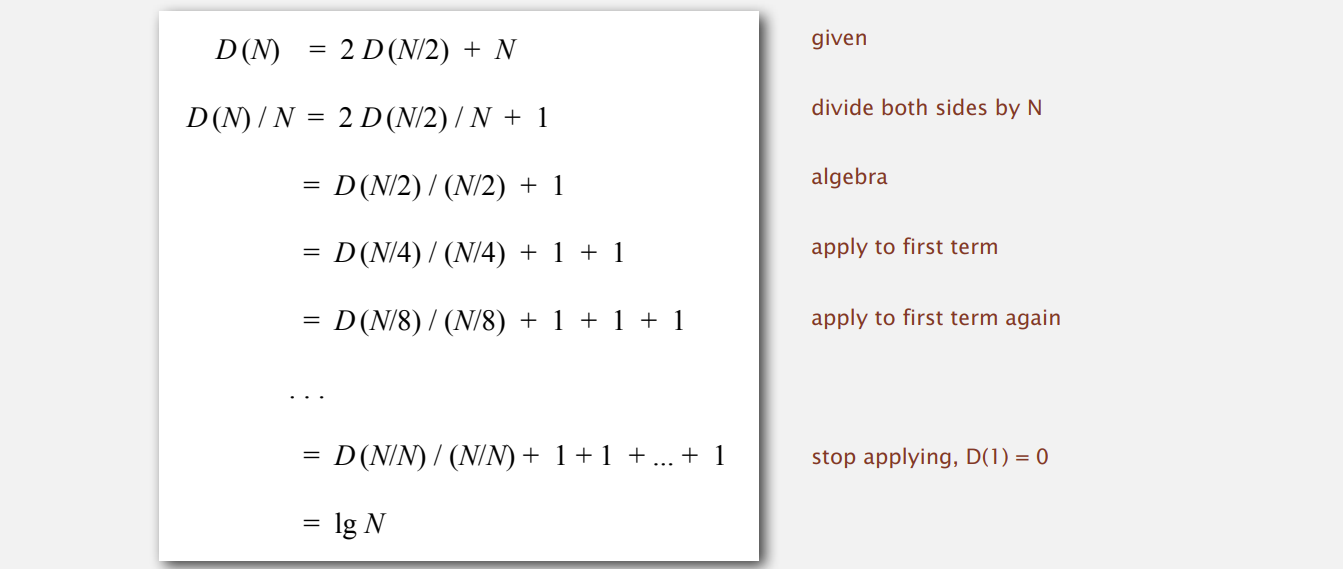 D(N) = 2 D(N/2) + N given
D(N) / N = 2 D(N/2) / N + 1 divide both sides by N
= D(N/2) / (N/2) + 1 algebra
= D(N/4) / (N/4) + 1 + 1 apply to first term
= D(N/8) / (N/8) + 1 + 1 + 1 apply to first term again
. . .
= D(N/N) / (N/N) + 1 + 1 + ... + 1 stop applying, D(1) = 0
= lg N